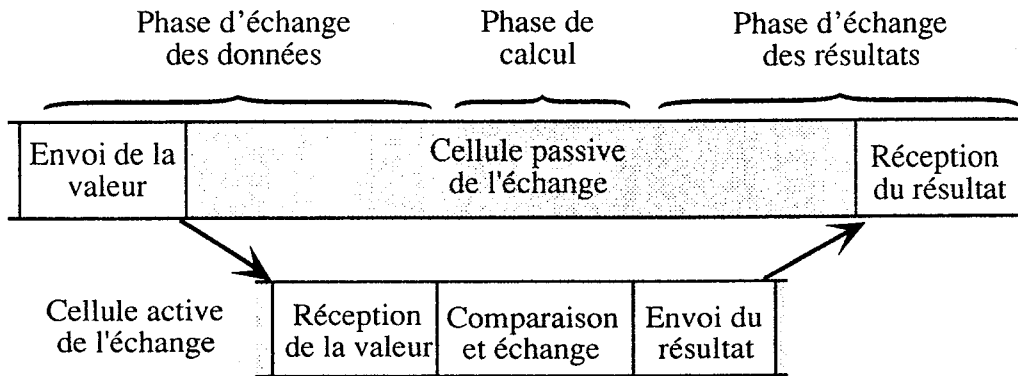 Phase d'échange
des données
Phase de
calcul
Phase d'échange
des résultats
Envoi de la
valeur
Cellule passive
de l'échange
Réception
du résultat
Cellule active
de l'échange
Réception
de la valeur
Comparaison
et échange
Envoi du
résultat